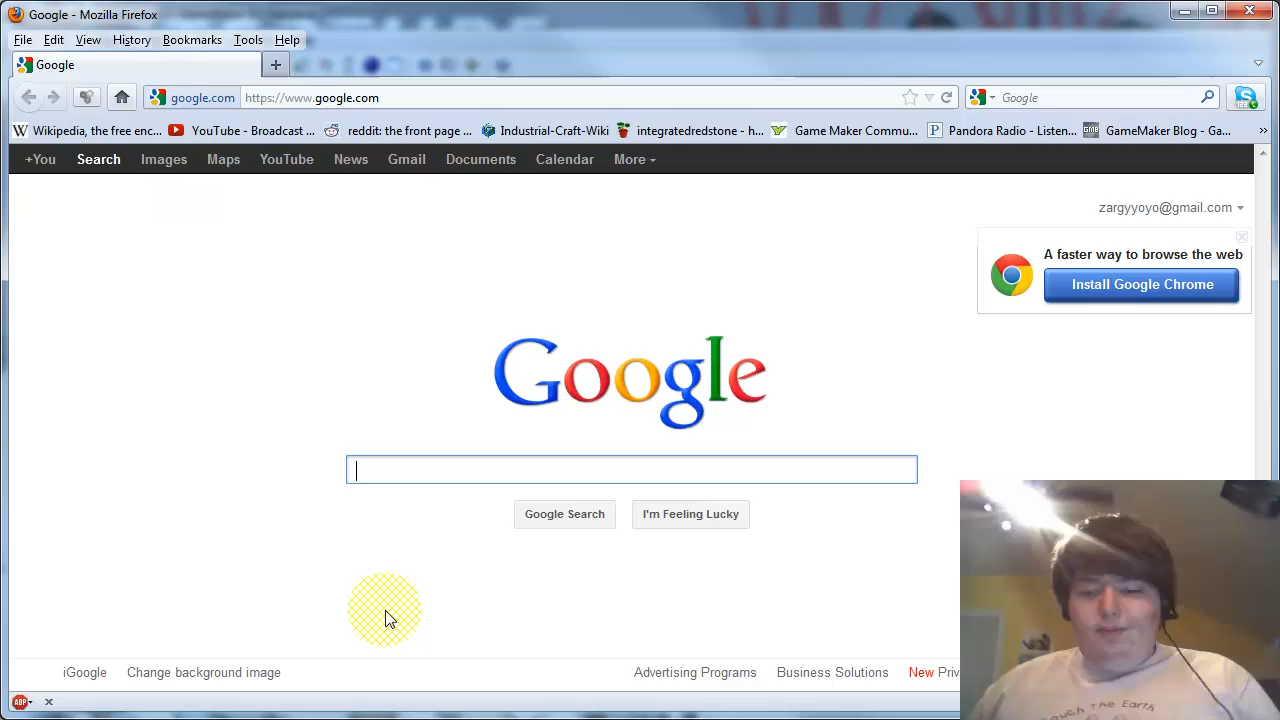 Google - Mozilla Firefox
File Edit View History Bookmarks Tools Help
Google
google.com https://www.google.com Google
Wikipedia, the free enc... YouTube - Broadcast ... reddit: the front page ... Industrial-Craft-Wiki integratedredstone - h... Game Maker Commu... Pandora Radio - Listen... GameMaker Blog - Ga...
+You Search Images Maps YouTube News Gmail Documents Calendar More
zargyyoyo@gmail.com
A faster way to browse the web
Install Google Chrome
Google
Google Search I'm Feeling Lucky
iGoogle Change background image Advertising Programs Business Solutions New Priv
ABP
the Earth